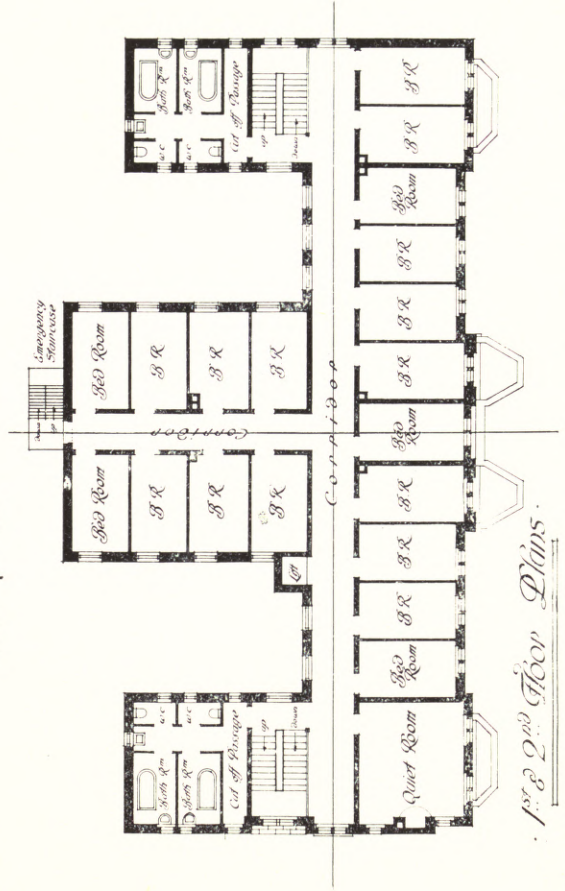 Emergency
Staircase
Down
up
Bed Room
Bed Room
B R
B R
B R
B R
B R
B R
Corridor
Bath Rm
W.C
Bath Rm
W.C
Cut off Passage
up
Down
Lift
W.C
Bath Rm
W.C
Bath Rm
Cut off Passage
up
Down
Corridor
Quiet Room
Bed
Room
B R
B R
B R
Bed
Room
B R
B R
B R
Bed
Room
B R
B R
· 1st & 2nd Floor Plans ·